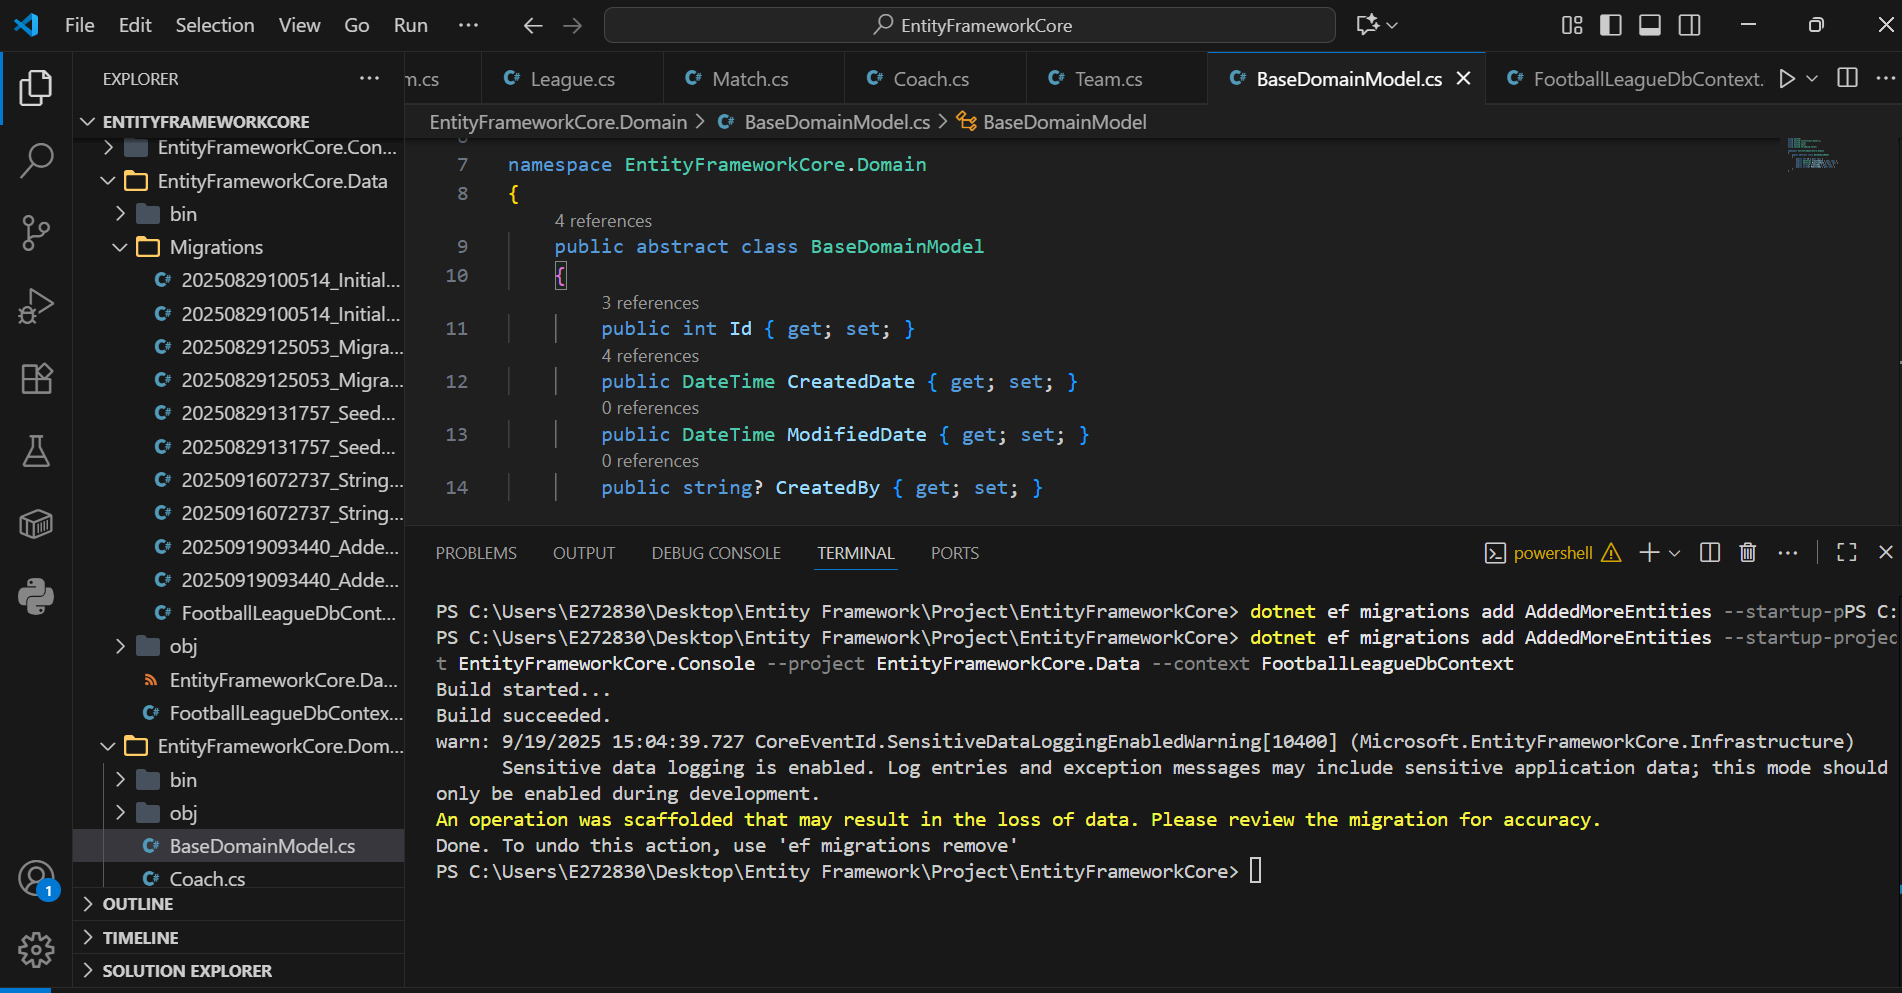 File Edit Selection View Go Run ··· EntityFrameworkCore
EXPLORER ···
m.cs League.cs Match.cs Coach.cs Team.cs BaseDomainModel.cs FootballLeagueDbContext. ···
EntityFrameworkCore.Domain > BaseDomainModel.cs > BaseDomainModel
ENTITYFRAMEWORKCORE
EntityFrameworkCore.Con...
EntityFrameworkCore.Data
bin
Migrations
20250829100514_Initial...
20250829100514_Initial...
20250829125053_Migra...
20250829125053_Migra...
20250829131757_Seed...
20250829131757_Seed...
20250916072737_String...
20250916072737_String...
20250919093440_Adde...
20250919093440_Adde...
FootballLeagueDbCont...
obj
EntityFrameworkCore.Da...
FootballLeagueDbContex...
EntityFrameworkCore.Dom...
bin
obj
BaseDomainModel.cs
Coach.cs
OUTLINE
TIMELINE
SOLUTION EXPLORER
1
7 namespace EntityFrameworkCore.Domain
8 {
4 references
9 public abstract class BaseDomainModel
10 {
3 references
11 public int Id { get; set; }
4 references
12 public DateTime CreatedDate { get; set; }
0 references
13 public DateTime ModifiedDate { get; set; }
0 references
14 public string? CreatedBy { get; set; }
PROBLEMS OUTPUT DEBUG CONSOLE TERMINAL PORTS powershell ···
PS C:\Users\E272830\Desktop\Entity Framework\Project\EntityFrameworkCore> dotnet ef migrations add AddedMoreEntities --startup-pPS C:
PS C:\Users\E272830\Desktop\Entity Framework\Project\EntityFrameworkCore> dotnet ef migrations add AddedMoreEntities --startup-projec
t EntityFrameworkCore.Console --project EntityFrameworkCore.Data --context FootballLeagueDbContext
Build started...
Build succeeded.
warn: 9/19/2025 15:04:39.727 CoreEventId.SensitiveDataLoggingEnabledWarning[10400] (Microsoft.EntityFrameworkCore.Infrastructure)
Sensitive data logging is enabled. Log entries and exception messages may include sensitive application data; this mode should
only be enabled during development.
An operation was scaffolded that may result in the loss of data. Please review the migration for accuracy.
Done. To undo this action, use 'ef migrations remove'
PS C:\Users\E272830\Desktop\Entity Framework\Project\EntityFrameworkCore>